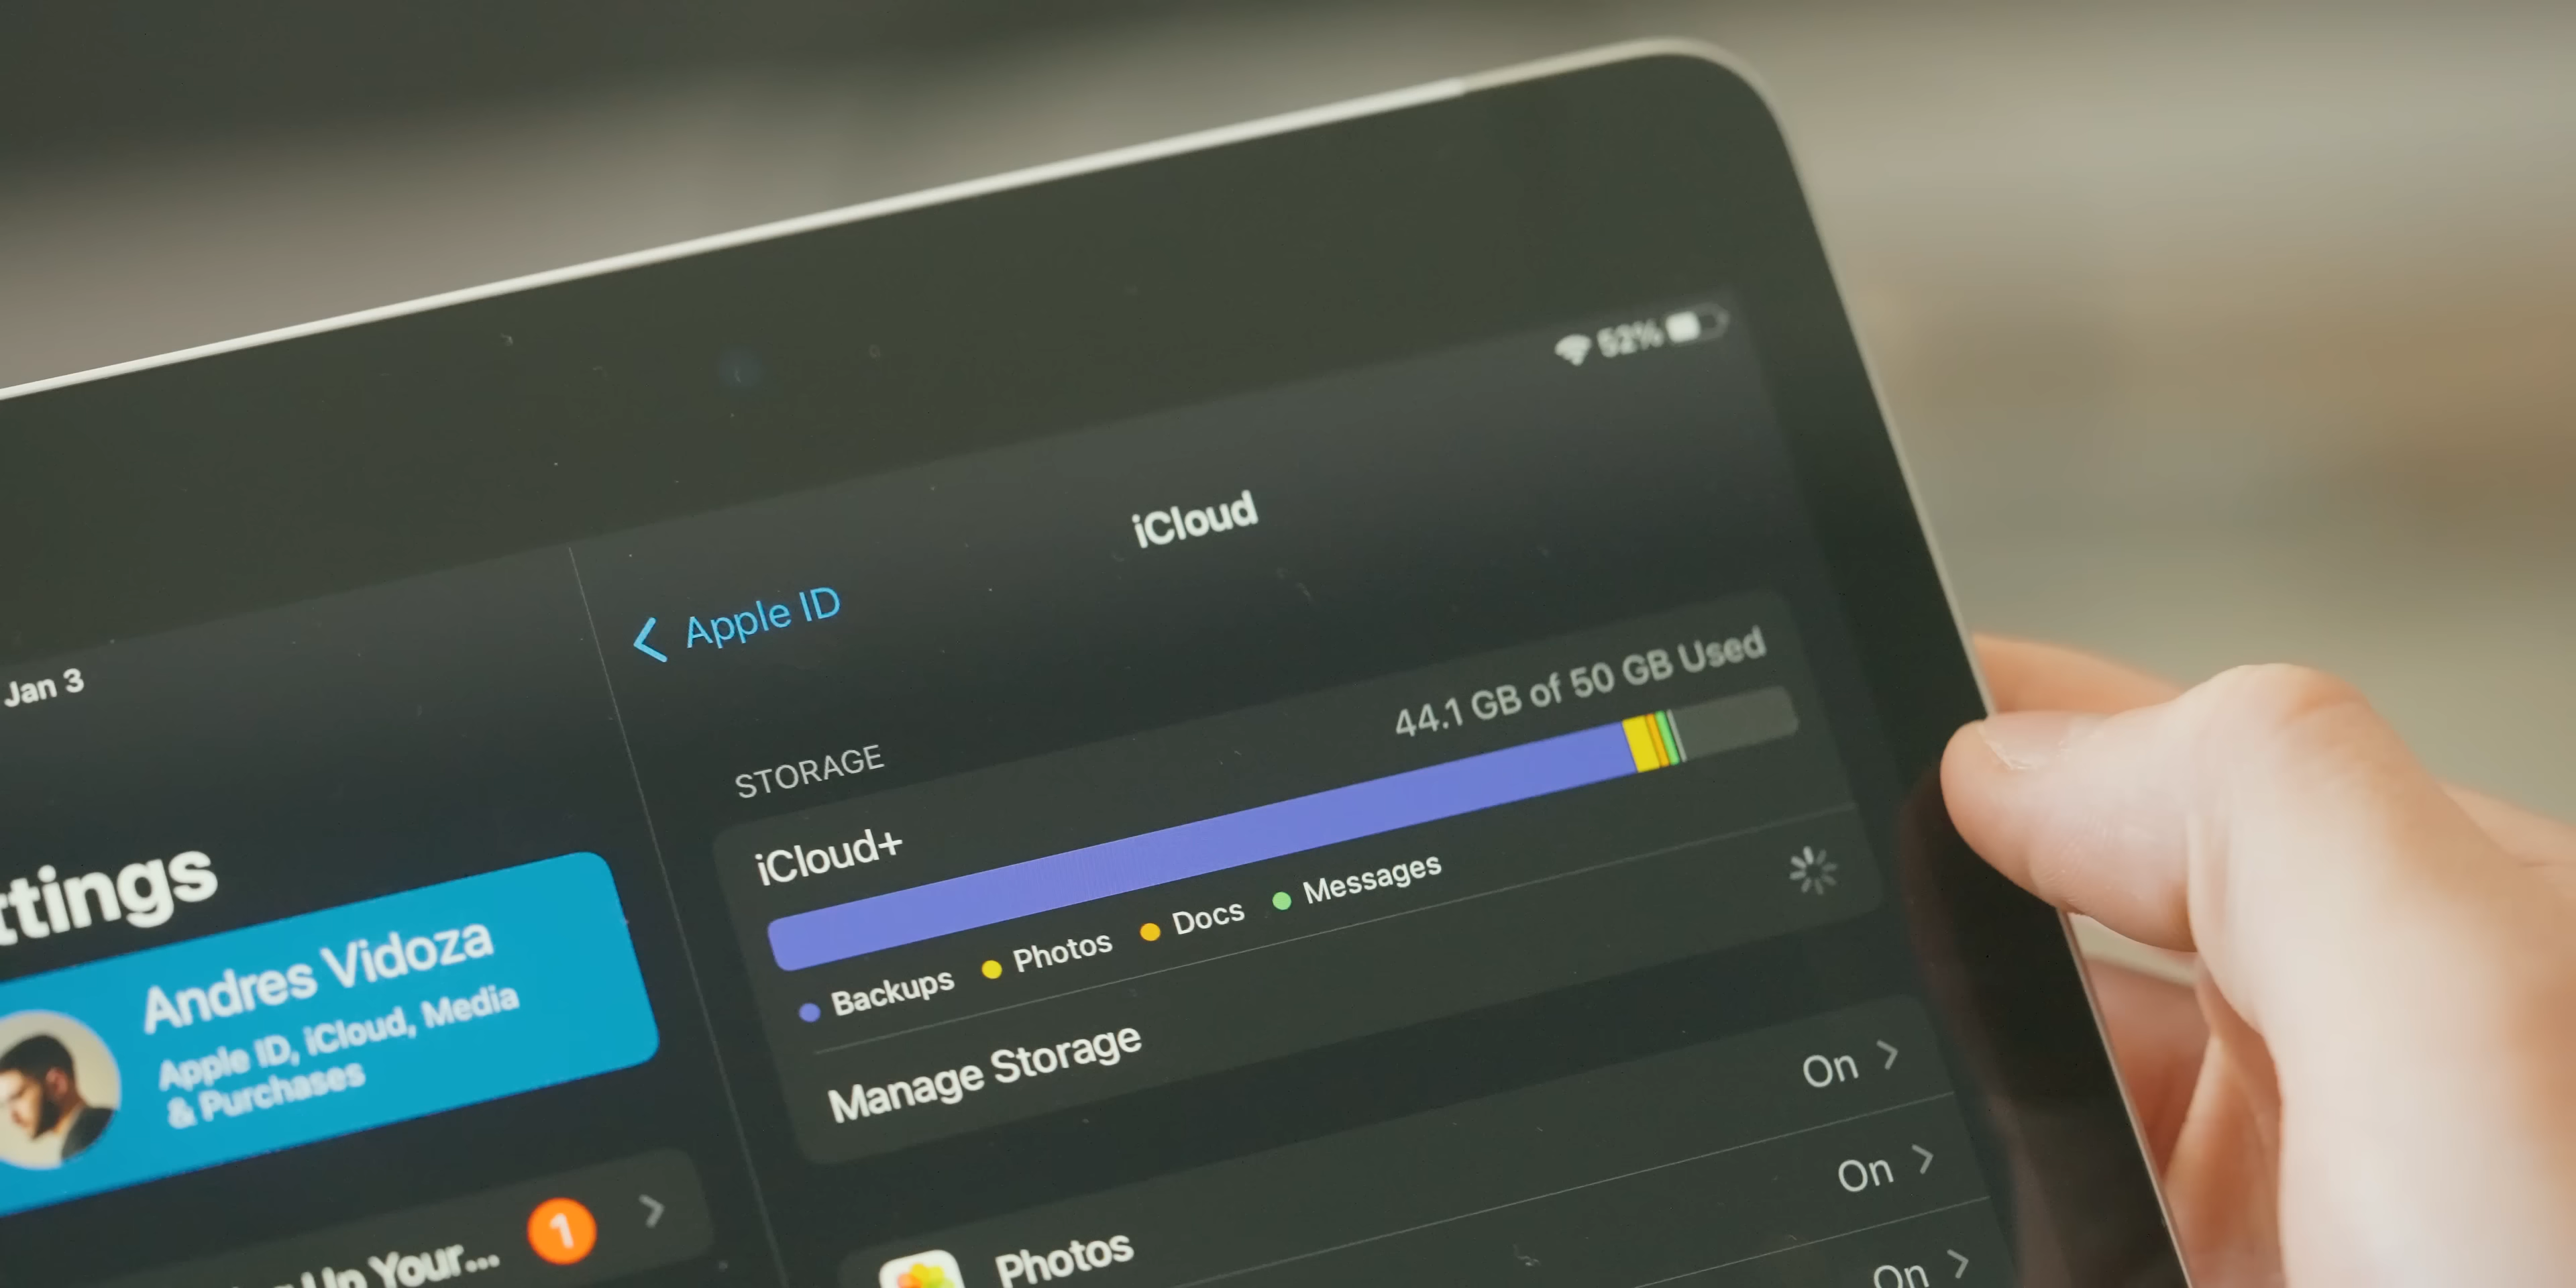 Jan 3
52%
iCloud
Apple ID
STORAGE
44.1 GB of 50 GB Used
iCloud+
Backups Photos Docs Messages
Manage Storage
ttings
Andres Vidoza
Apple ID, iCloud, Media
& Purchases
Up Your... 1
Photos On
On
On